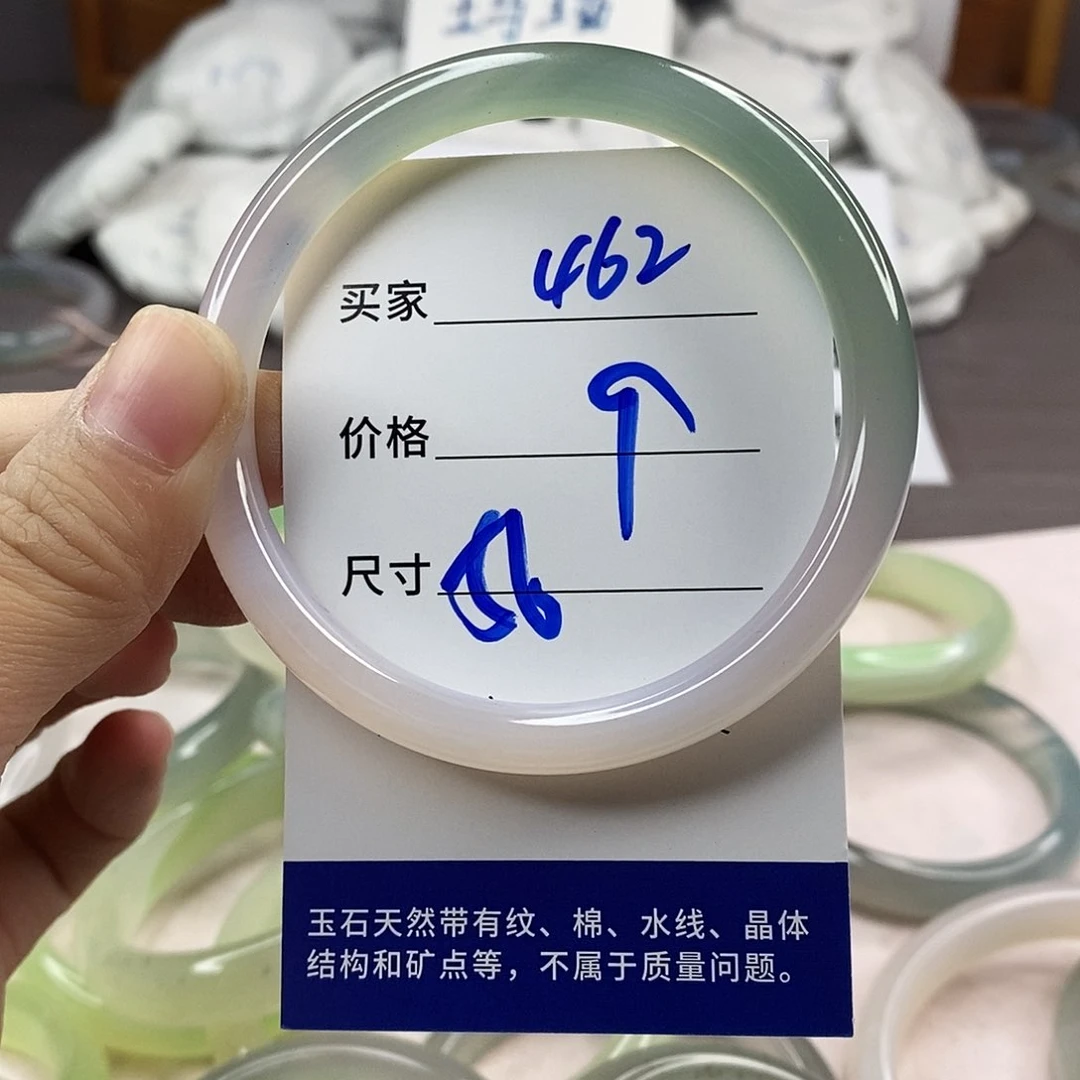 买家 462
价格
尺寸 56
玉石天然带有纹、棉、水线、晶体
结构和矿点等，不属于质量问题。